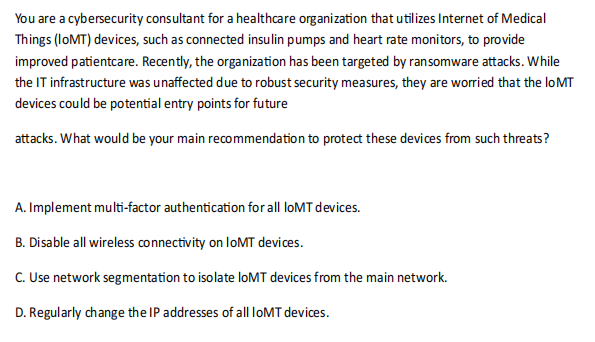 You are a cybersecurity consultant for a healthcare organization that utilizes Internet of Medical
Things (IoMT) devices, such as connected insulin pumps and heart rate monitors, to provide
improved patientcare. Recently, the organization has been targeted by ransomware attacks. While
the IT infrastructure was unaffected due to robust security measures, they are worried that the IoMT
devices could be potential entry points for future
attacks. What would be your main recommendation to protect these devices from such threats?
A. Implement multi-factor authentication for all IoMT devices.
B. Disable all wireless connectivity on IoMT devices.
C. Use network segmentation to isolate IoMT devices from the main network.
D. Regularly change the IP addresses of all IoMT devices.